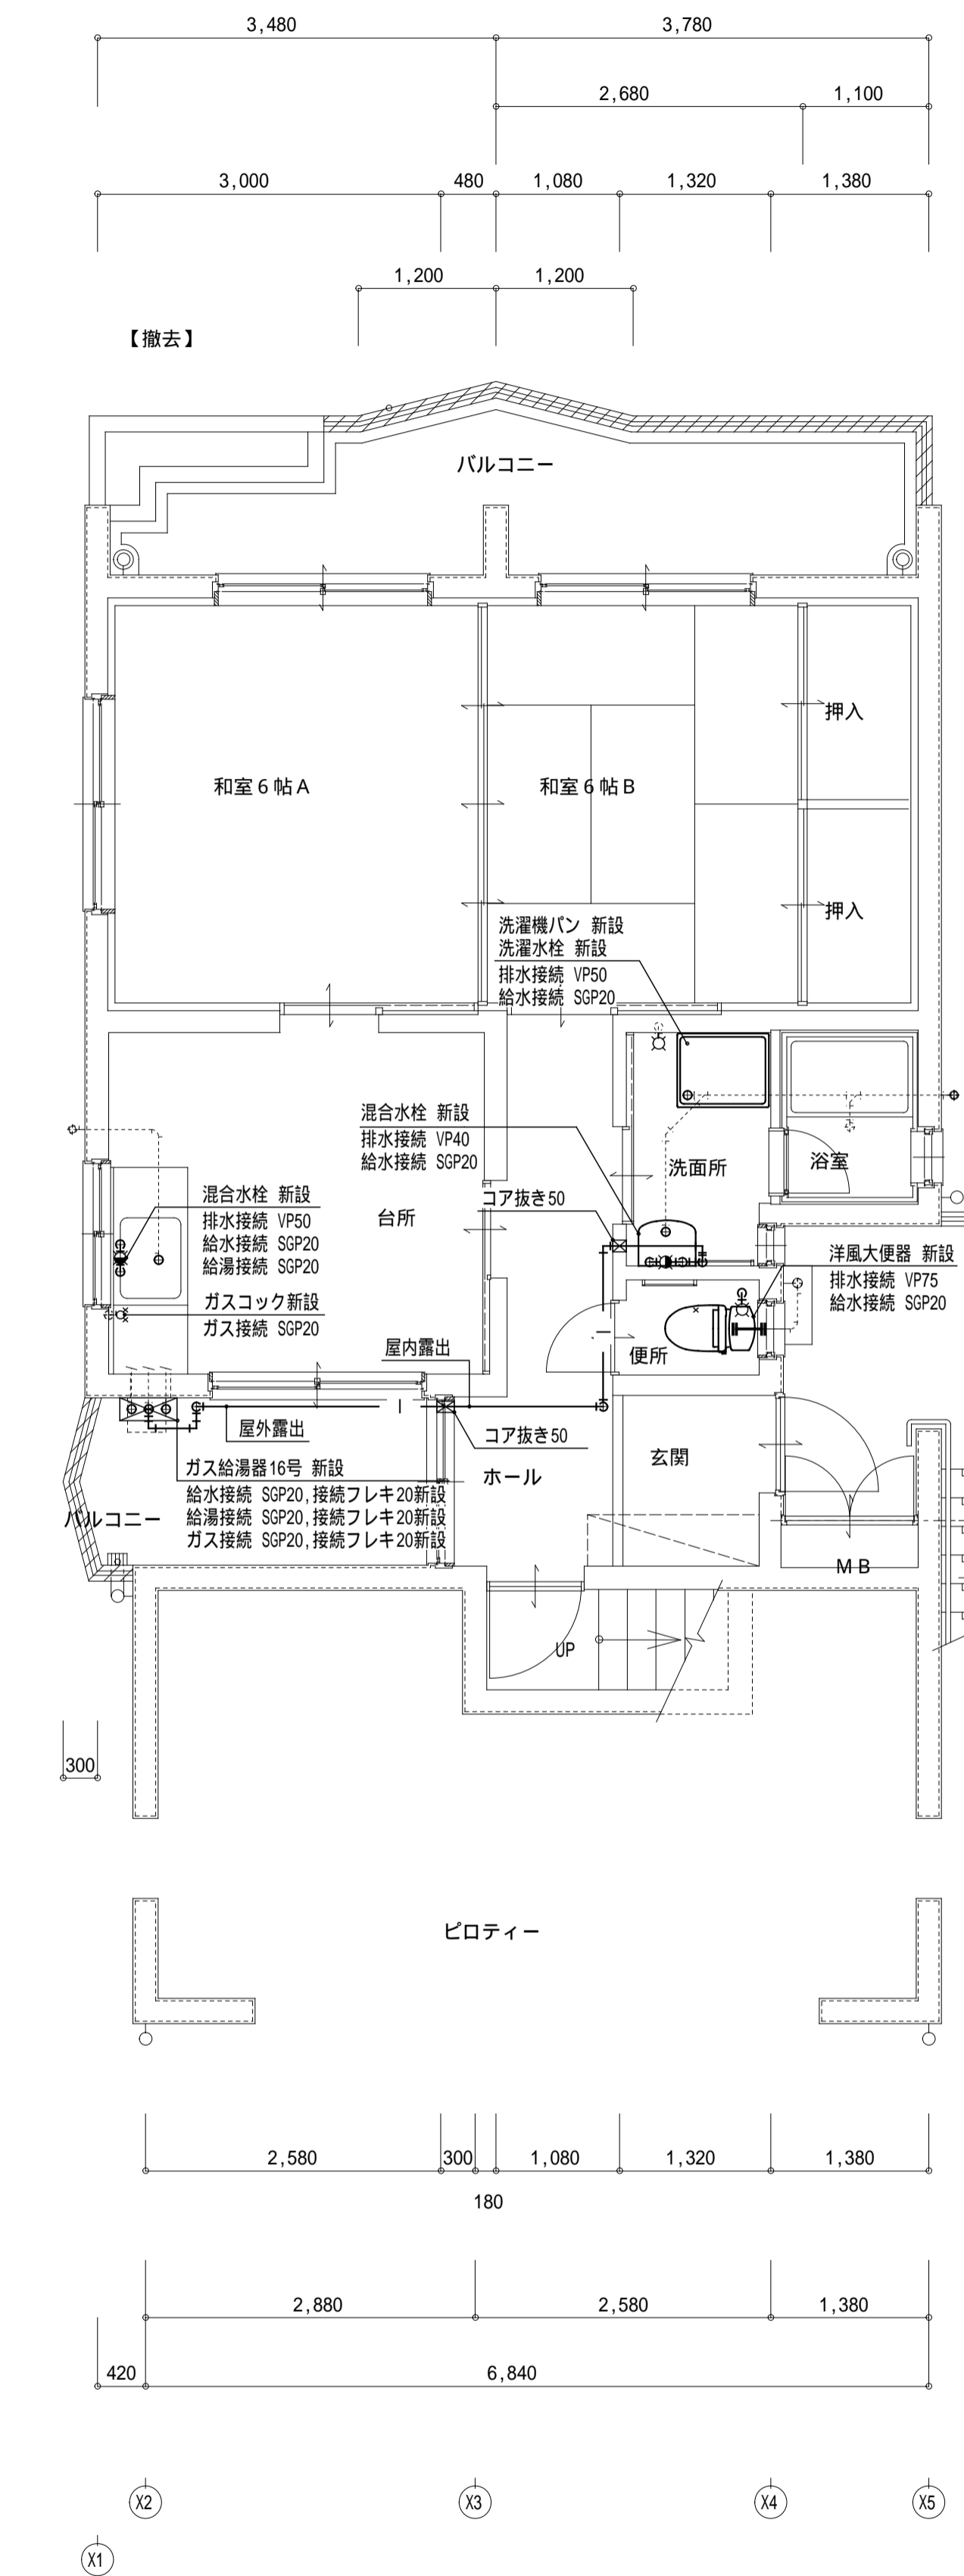 3,480
3,780
2,680
1,100
3,000
480
1,080
1,320
1,380
1,200
1,200
【撤去】
バルコニー
押入
和室6帖A
和室6帖B
押入
洗濯機パン 新設
洗濯水栓 新設
排水接続 VP50
給水接続 SGP20
混合水栓 新設
排水接続 VP40
給水接続 SGP20
洗面所
浴室
コア抜き50
混合水栓 新設
排水接続 VP50
給水接続 SGP20
給湯接続 SGP20
台所
洋風大便器 新設
排水接続 VP75
給水接続 SGP20
ガスコック新設
ガス接続 SGP20
屋内露出
便所
屋外露出
コア抜き50
玄関
ガス給湯器16号 新設
給水接続 SGP20,接続フレキ20新設
給湯接続 SGP20,接続フレキ20新設
ガス接続 SGP20,接続フレキ20新設
ホール
バルコニー
MB
UP
300
ピロティー
2,580
300
1,080
1,320
1,380
180
2,880
2,580
1,380
420
6,840
X2
X3
X4
X5
X1